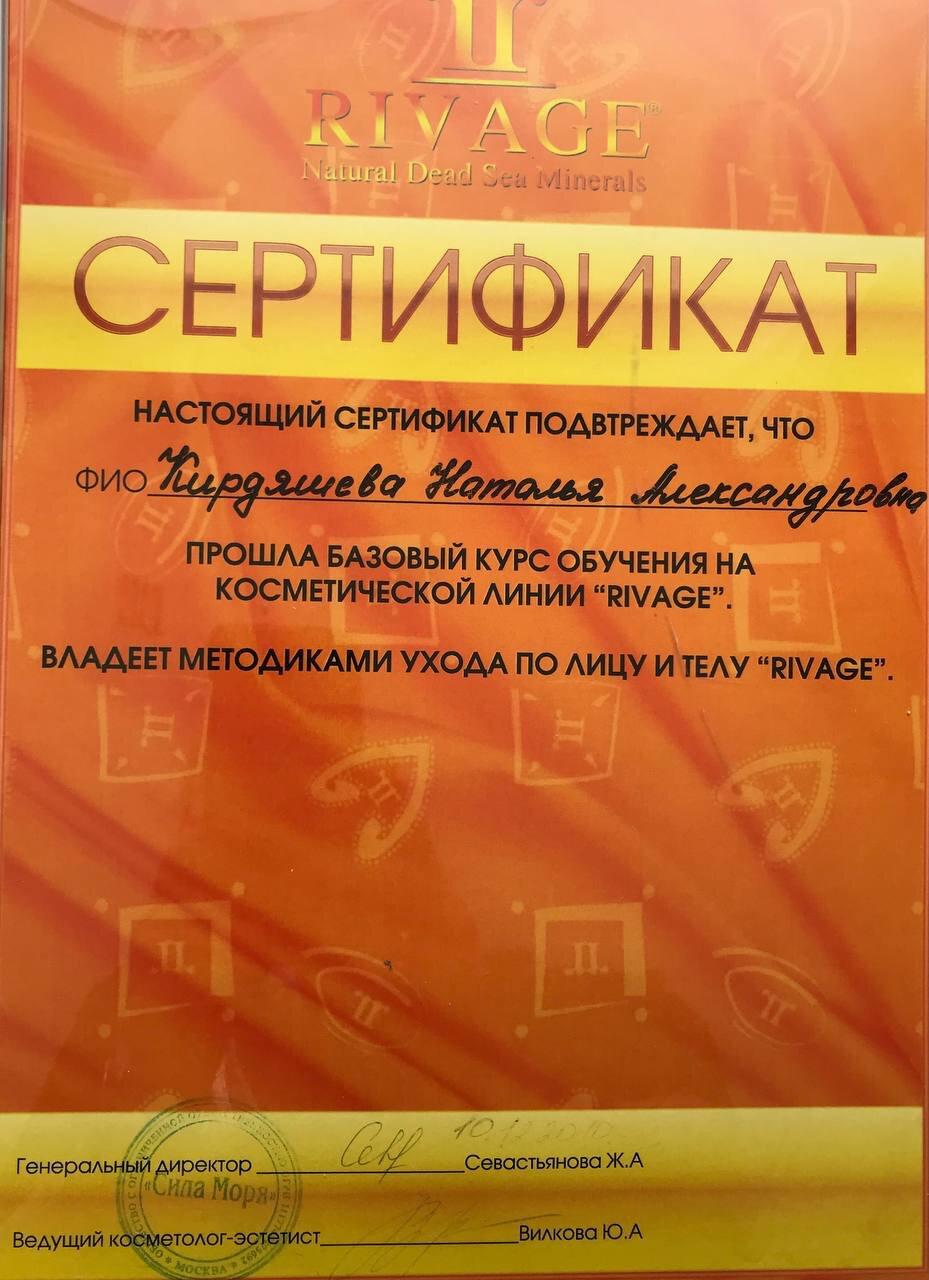 RIVAGE®
Natural Dead Sea Minerals
СЕРТИФИКАТ
НАСТОЯЩИЙ СЕРТИФИКАТ ПОДВТРЕЖДАЕТ, ЧТО
ФИО Кирдяшева Наталья Александровна
ПРОШЛА БАЗОВЫЙ КУРС ОБУЧЕНИЯ НА
КОСМЕТИЧЕСКОЙ ЛИНИИ “RIVAGE”.
ВЛАДЕЕТ МЕТОДИКАМИ УХОДА ПО ЛИЦУ И ТЕЛУ “RIVAGE”.
10.12.2010
Генеральный директор Севастьянова Ж.А
«Сила Моря»
Ведущий косметолог-эстетист Вилкова Ю.А
МОСКВА